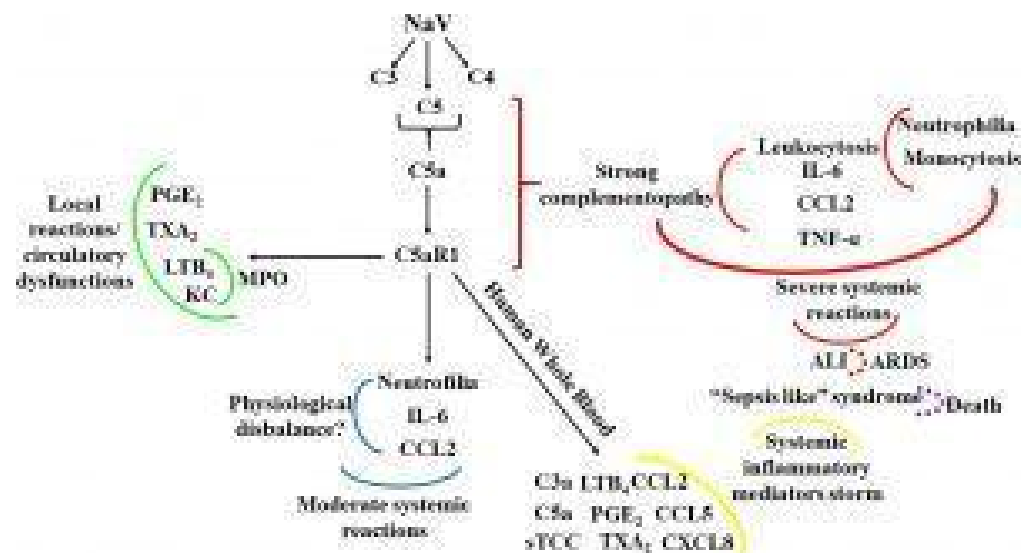 NaV
C3 C4
C5
C5a
C5aR1
Local
reactions/
circulatory
dysfunctions
PGE₂
TXA₂
LTB₄
KC
MPO
Strong
complementopathy
Leukocytosis
IL-6
CCL2
TNF-α
Neutrophilia
Monocytosis
Severe systemic
reactions
ALI ARDS
"Sepsis like" syndrome Death
Human Whole Blood
Physiological
disbalance?
Neutrofilia
IL-6
CCL2
Moderate systemic
reactions
Systemic
inflammatory
mediators storm
C3a LTB₄ CCL2
C5a PGE₂ CCL5
sTCC TXA₂ CXCL8